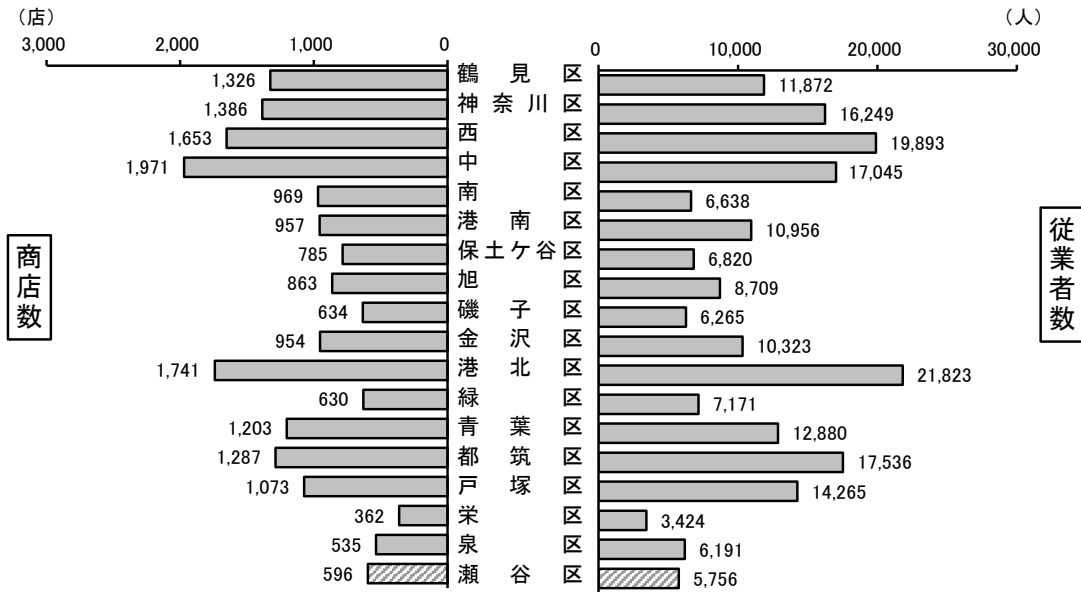 （店） （人）
3,000 2,000 1,000 0 0 10,000 20,000 30,000
1,326 鶴見区 11,872
1,386 神奈川区 16,249
1,653 西区 19,893
1,971 中区 17,045
969 南区 6,638
957 港南区 10,956
785 保土ケ谷区 6,820
863 旭区 8,709
634 磯子区 6,265
954 金沢区 10,323
1,741 港北区 21,823
630 緑区 7,171
1,203 青葉区 12,880
1,287 都筑区 17,536
1,073 戸塚区 14,265
362 栄区 3,424
535 泉区 6,191
596 瀬谷区 5,756
商店数
従業者数